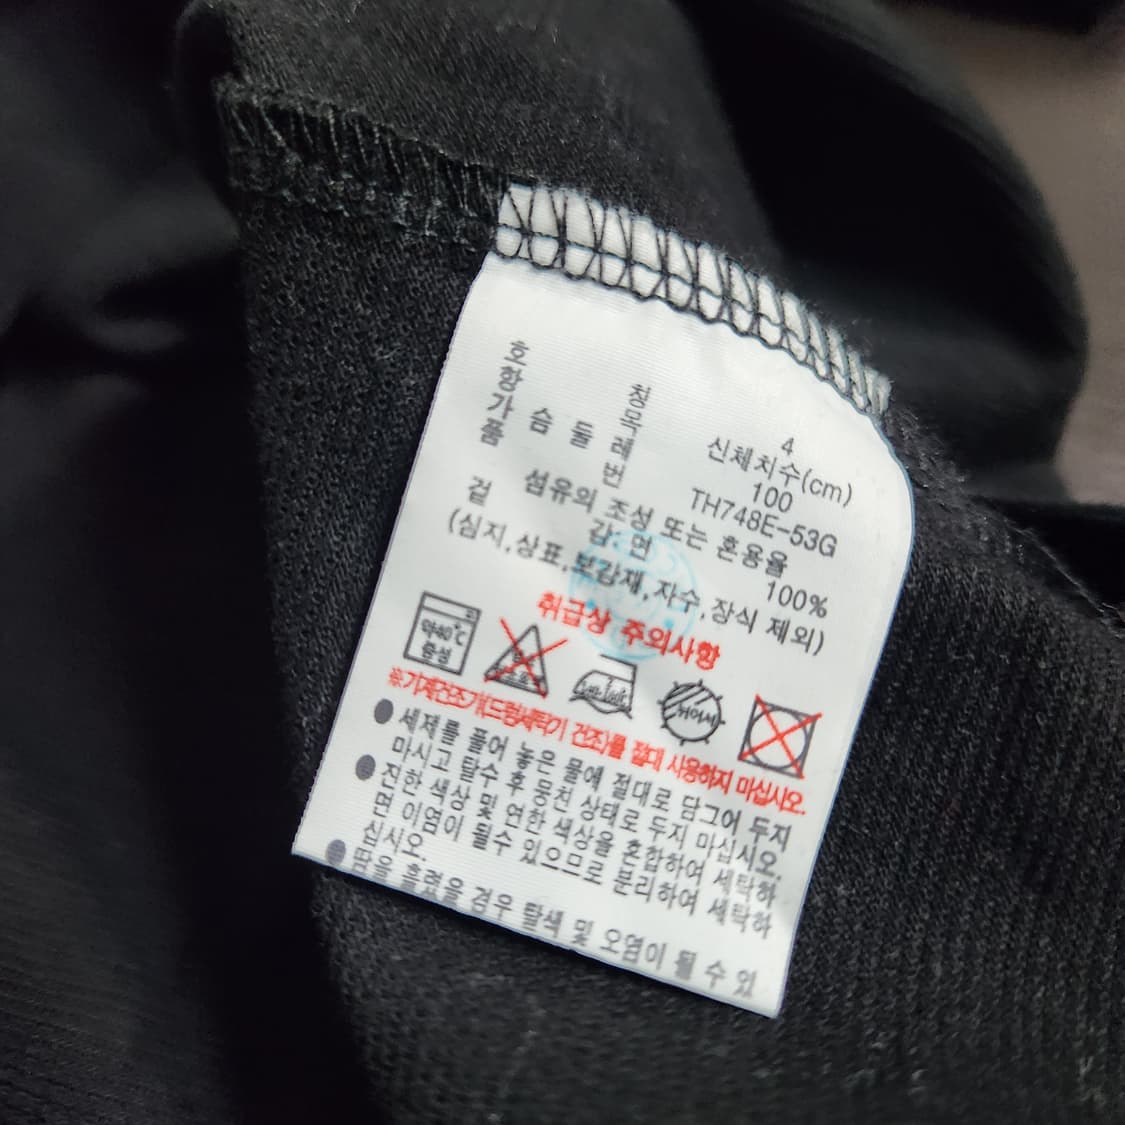 4
신체치수(cm)
호칭 가슴둘레 또는
100
품 TH748E-53G
섬유의 조성 또는 혼용율
겉감 면 100%
(심지,상표,보강재,자수,장식 제외)
취급상 주의사항
약40℃
중성
※기계건조기(드럼세탁기 건조)를 절대 사용하지 마십시오.
● 세제를 풀어 놓은 물에 절대로 담그어 두지
마시고 탈수 후 뭉친 상태로 두지 마십시오.
● 진한 색상 및 연한 색상을 혼합하여 세탁하
면 이염이 될수 있으므로 분리하여 세탁하
십시오.
● 땀을 흘렸을 경우 탈색 및 오염이 될 수 있